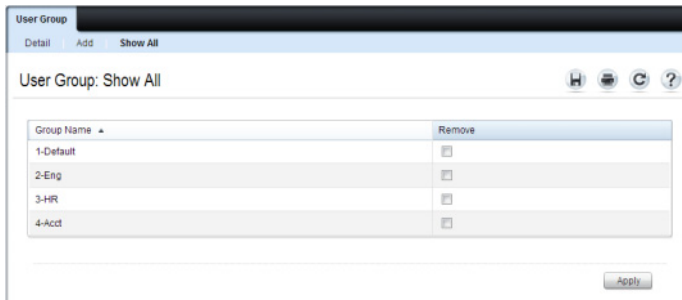 User Group
Detail Add Show All
User Group: Show All
Group Name Remove
1-Default
2-Eng
3-HR
4-Acct
Apply